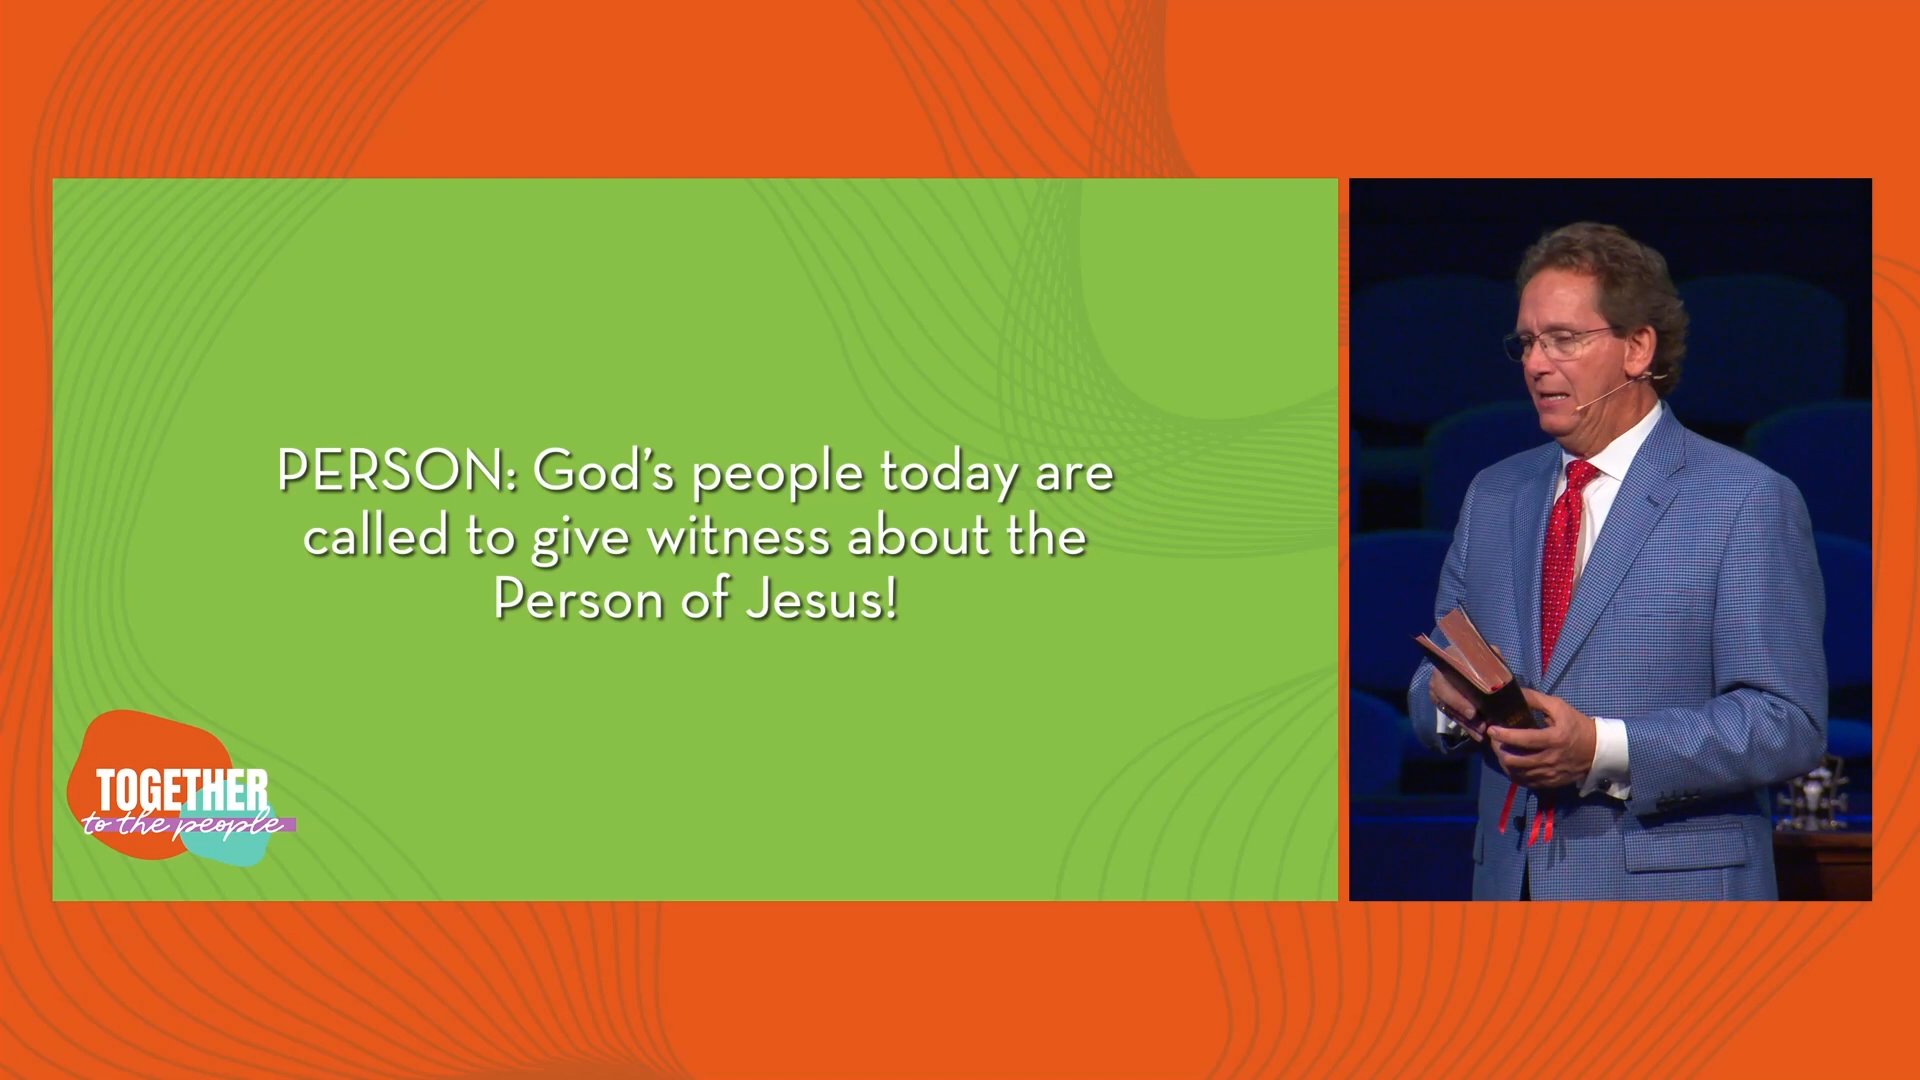 PERSON: God's people today are
called to give witness about the
Person of Jesus!
TOGETHER
to the people